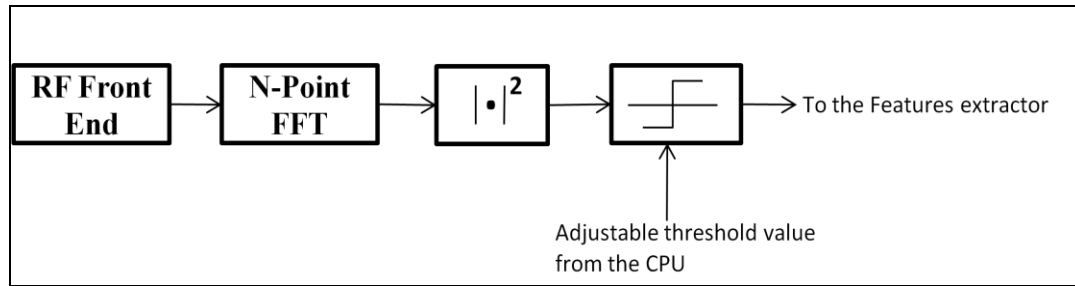 RF Front
End
N-Point
FFT
|•|²
To the Features extractor
Adjustable threshold value
from the CPU